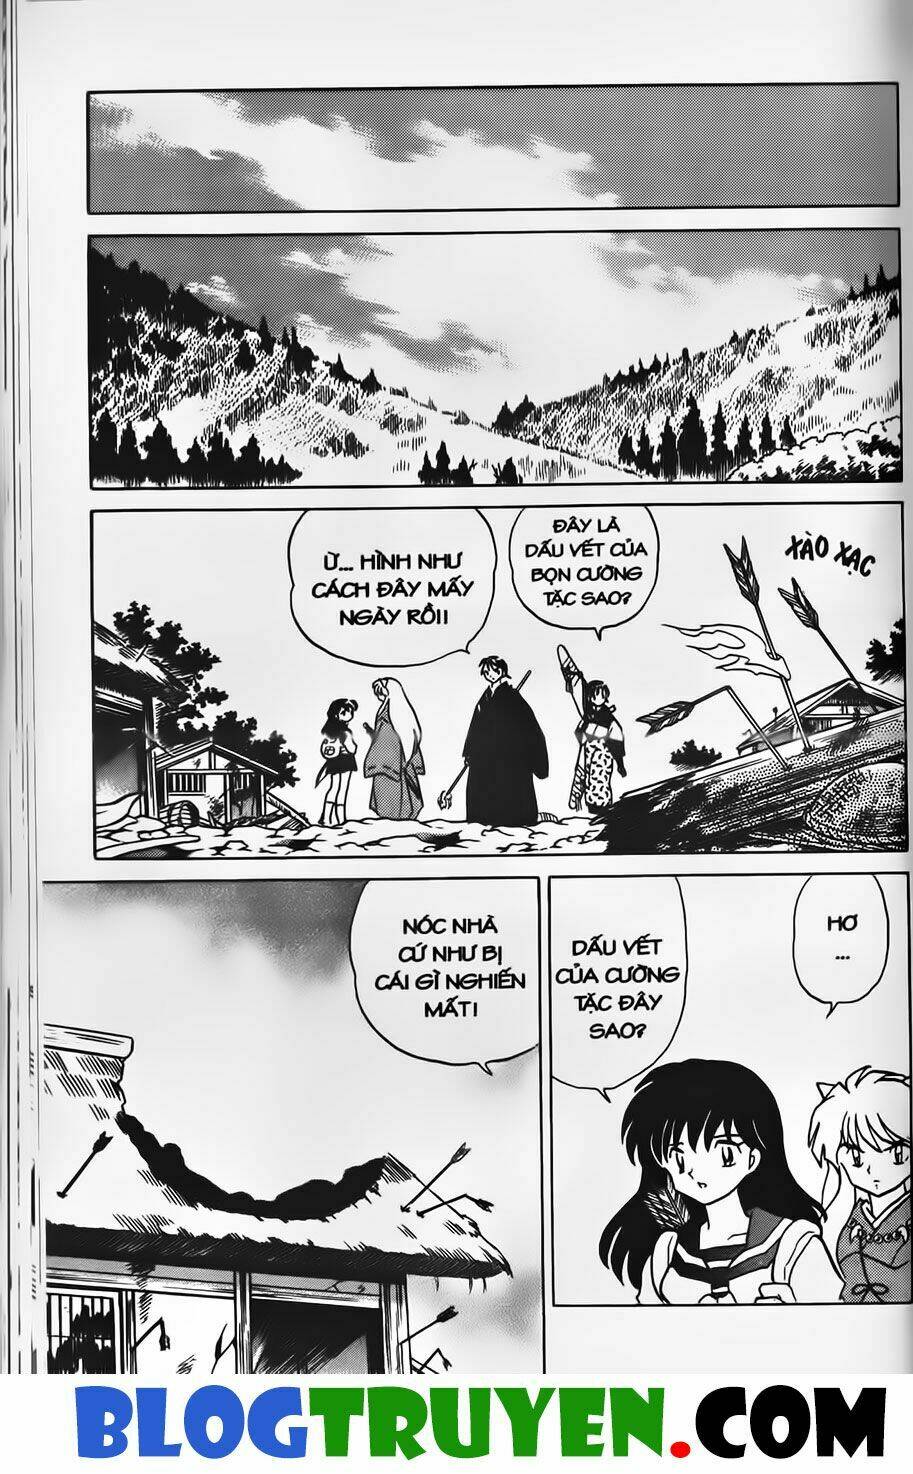 ĐÂY LÀ
DẤU VẾT CỦA
BỌN CƯỜNG
TẶC SAO?
XÀO XẠC
Ừ... HÌNH NHƯ
CÁCH ĐÂY MẤY
NGÀY RỒI!
HƠ
...
DẤU VẾT
CỦA CƯỜNG
TẶC ĐÂY
SAO?
NÓC NHÀ
CỨ NHƯ BỊ
CÁI GÌ NGHIẾN
MẤT!
BLOGTRUYEN.COM